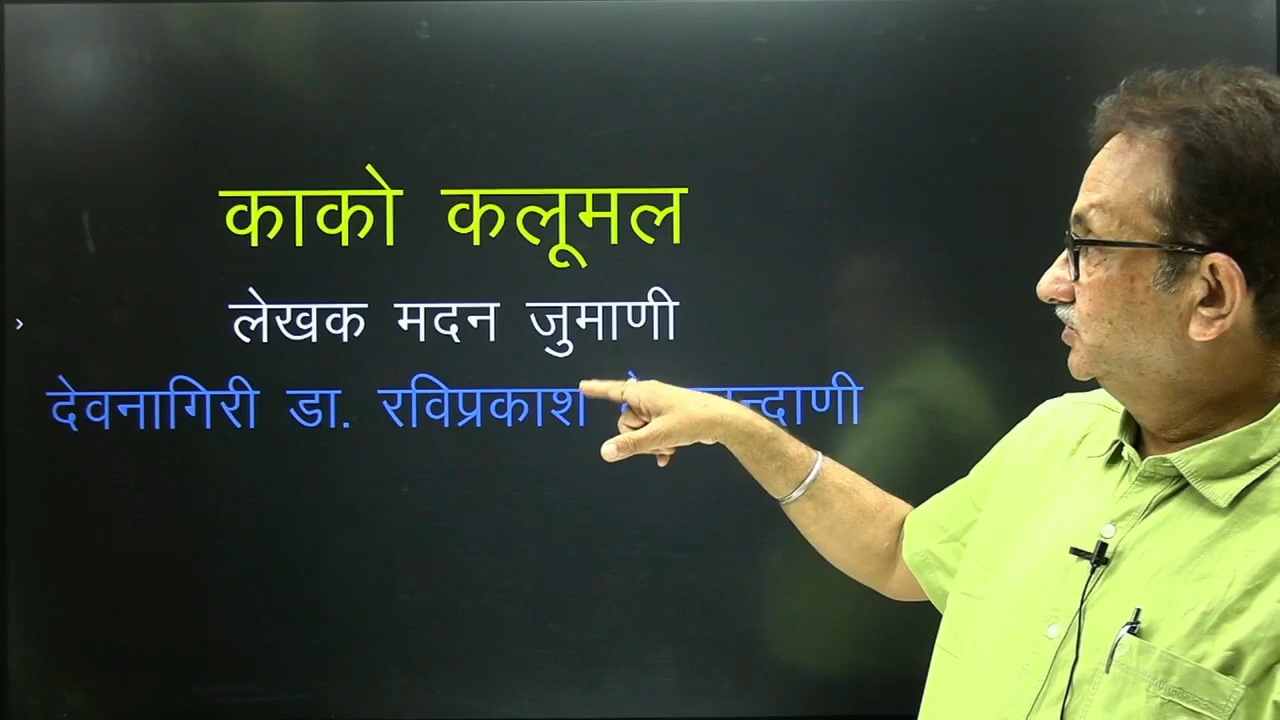 काको कलूमल
लेखक मदन जुमाणी
देवनागिरी डा. रविप्रकाश